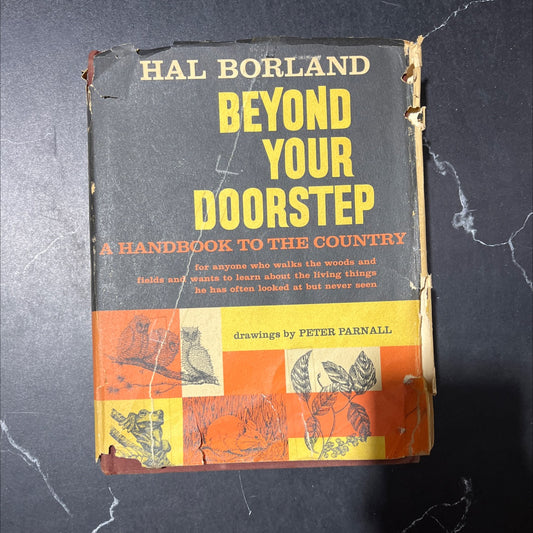 HAL BORLAND
BEYOND
YOUR
DOORSTEP
A HANDBOOK TO THE COUNTRY
for anyone who walks the woods and
fields and wants to learn about the living things
he has often looked at but never seen
drawings by PETER PARNALL